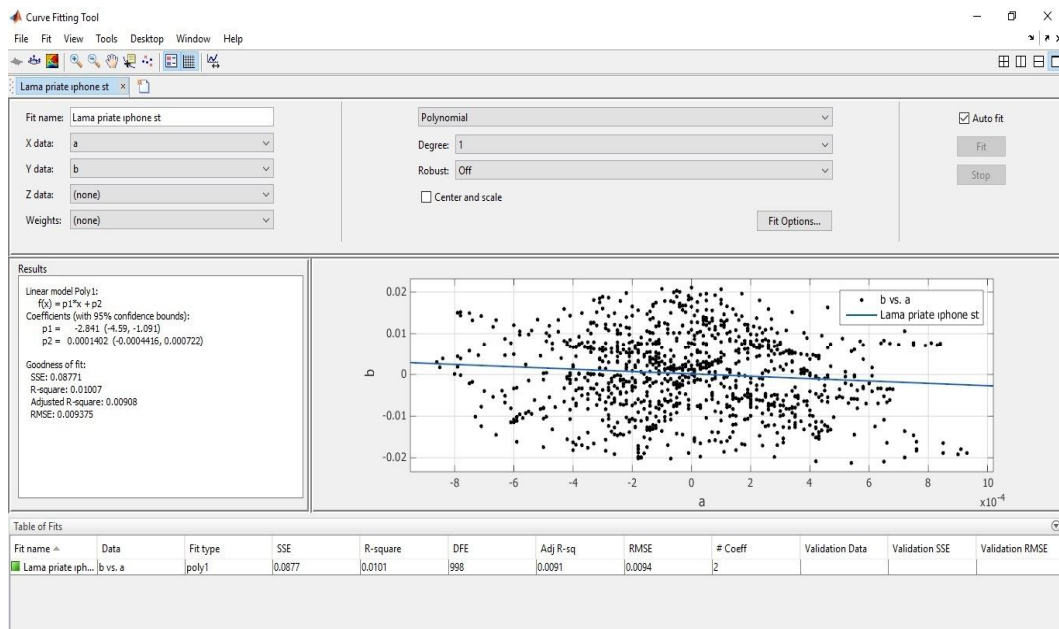 Curve Fitting Tool
File Fit View Tools Desktop Window Help
Lama priate ıphone st
Fit name: Lama priate ıphone st
X data: a
Y data: b
Z data: (none)
Weights: (none)
Polynomial
Degree: 1
Robust: Off
Center and scale
Fit Options...
Auto fit
Fit
Stop
Results
Linear model Poly1:
f(x) = p1*x + p2
Coefficients (with 95% confidence bounds):
p1 = -2.841 (-4.59, -1.091)
p2 = 0.0001402 (-0.0004416, 0.000722)
Goodness of fit:
SSE: 0.08771
R-square: 0.01007
Adjusted R-square: 0.00908
RMSE: 0.009375
0.02
0.01
0
-0.01
-0.02
b
b vs. a
Lama priate ıphone st
-8 -6 -4 -2 0 2 4 6 8 10
a
x10⁻⁴
Table of Fits
Fit name Data Fit type SSE R-square DFE Adj R-sq RMSE # Coeff Validation Data Validation SSE Validation RMSE
Lama priate ıph... b vs. a poly1 0.0877 0.0101 998 0.0091 0.0094 2